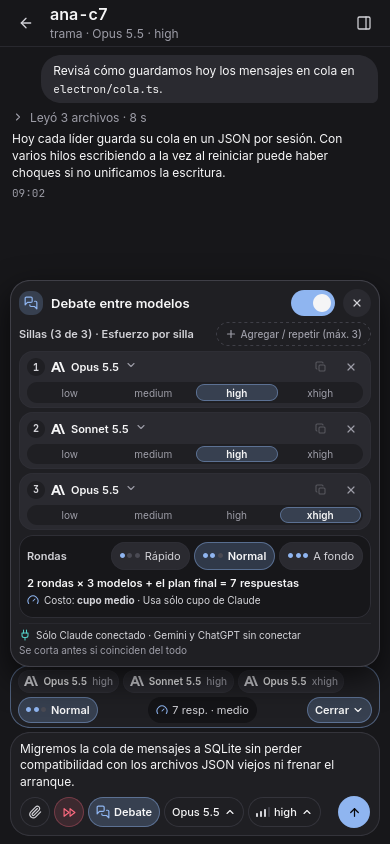 ana-c7
trama · Opus 5.5 · high
Revisá cómo guardamos hoy los mensajes en cola en
electron/cola.ts.
Leyó 3 archivos · 8 s
Hoy cada líder guarda su cola en un JSON por sesión. Con
varios hilos escribiendo a la vez al reiniciar puede haber
choques si no unificamos la escritura.
09:02
Debate entre modelos
Sillas (3 de 3) · Esfuerzo por silla
Agregar / repetir (máx. 3)
1 Opus 5.5
low medium high xhigh
2 Sonnet 5.5
low medium high xhigh
3 Opus 5.5
low medium high xhigh
Rondas Rápido Normal A fondo
2 rondas × 3 modelos + el plan final = 7 respuestas
Costo: cupo medio · Usa sólo cupo de Claude
Sólo Claude conectado · Gemini y ChatGPT sin conectar
Se corta antes si coinciden del todo
Opus 5.5 high Sonnet 5.5 high Opus 5.5 xhigh
Normal 7 resp. · medio Cerrar
Migremos la cola de mensajes a SQLite sin perder
compatibilidad con los archivos JSON viejos ni frenar el
arranque.
Debate Opus 5.5 high